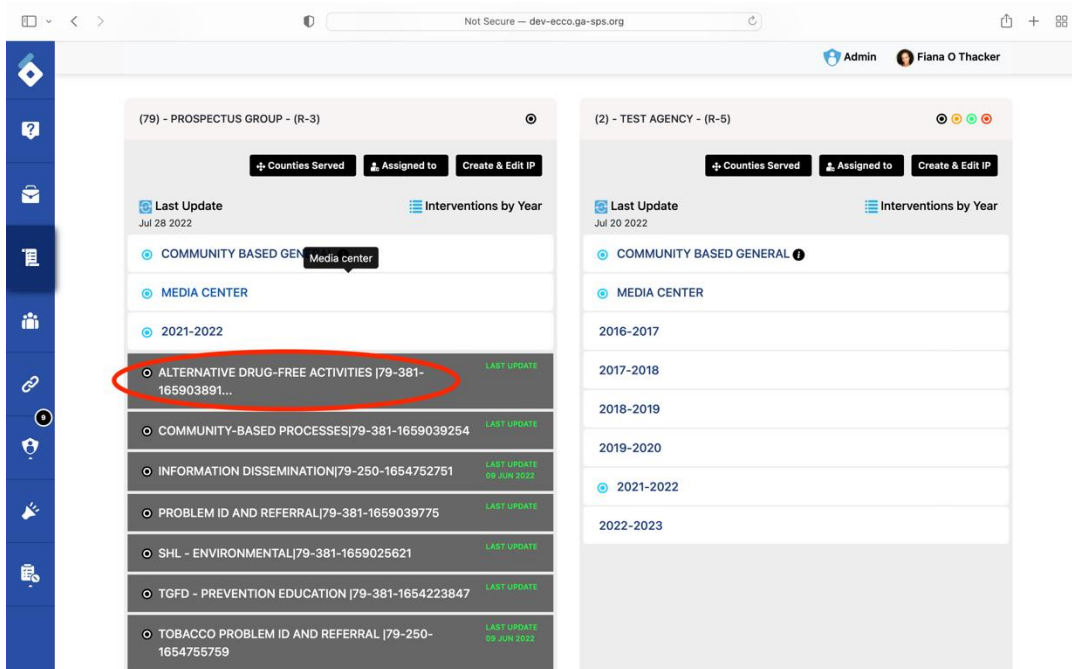 Not Secure — dev-ecco.ga-sps.org
Admin
Fiana O Thacker
(79) - PROSPECTUS GROUP - (R-3)
Counties Served
Assigned to
Create & Edit IP
Last Update
Jul 28 2022
Interventions by Year
COMMUNITY BASED GEN
Media center
MEDIA CENTER
2021-2022
ALTERNATIVE DRUG-FREE ACTIVITIES |79-381-
165903891...
LAST UPDATE
COMMUNITY-BASED PROCESSES|79-381-1659039254
LAST UPDATE
INFORMATION DISSEMINATION|79-250-1654752751
LAST UPDATE
09 JUN 2022
PROBLEM ID AND REFERRAL|79-381-1659039775
LAST UPDATE
SHL - ENVIRONMENTAL|79-381-1659025621
LAST UPDATE
TGFD - PREVENTION EDUCATION |79-381-1654223847
LAST UPDATE
TOBACCO PROBLEM ID AND REFERRAL |79-250-
1654755759
LAST UPDATE
09 JUN 2022
(2) - TEST AGENCY - (R-5)
Counties Served
Assigned to
Create & Edit IP
Last Update
Jul 20 2022
Interventions by Year
COMMUNITY BASED GENERAL
MEDIA CENTER
2016-2017
2017-2018
2018-2019
2019-2020
2021-2022
2022-2023
9